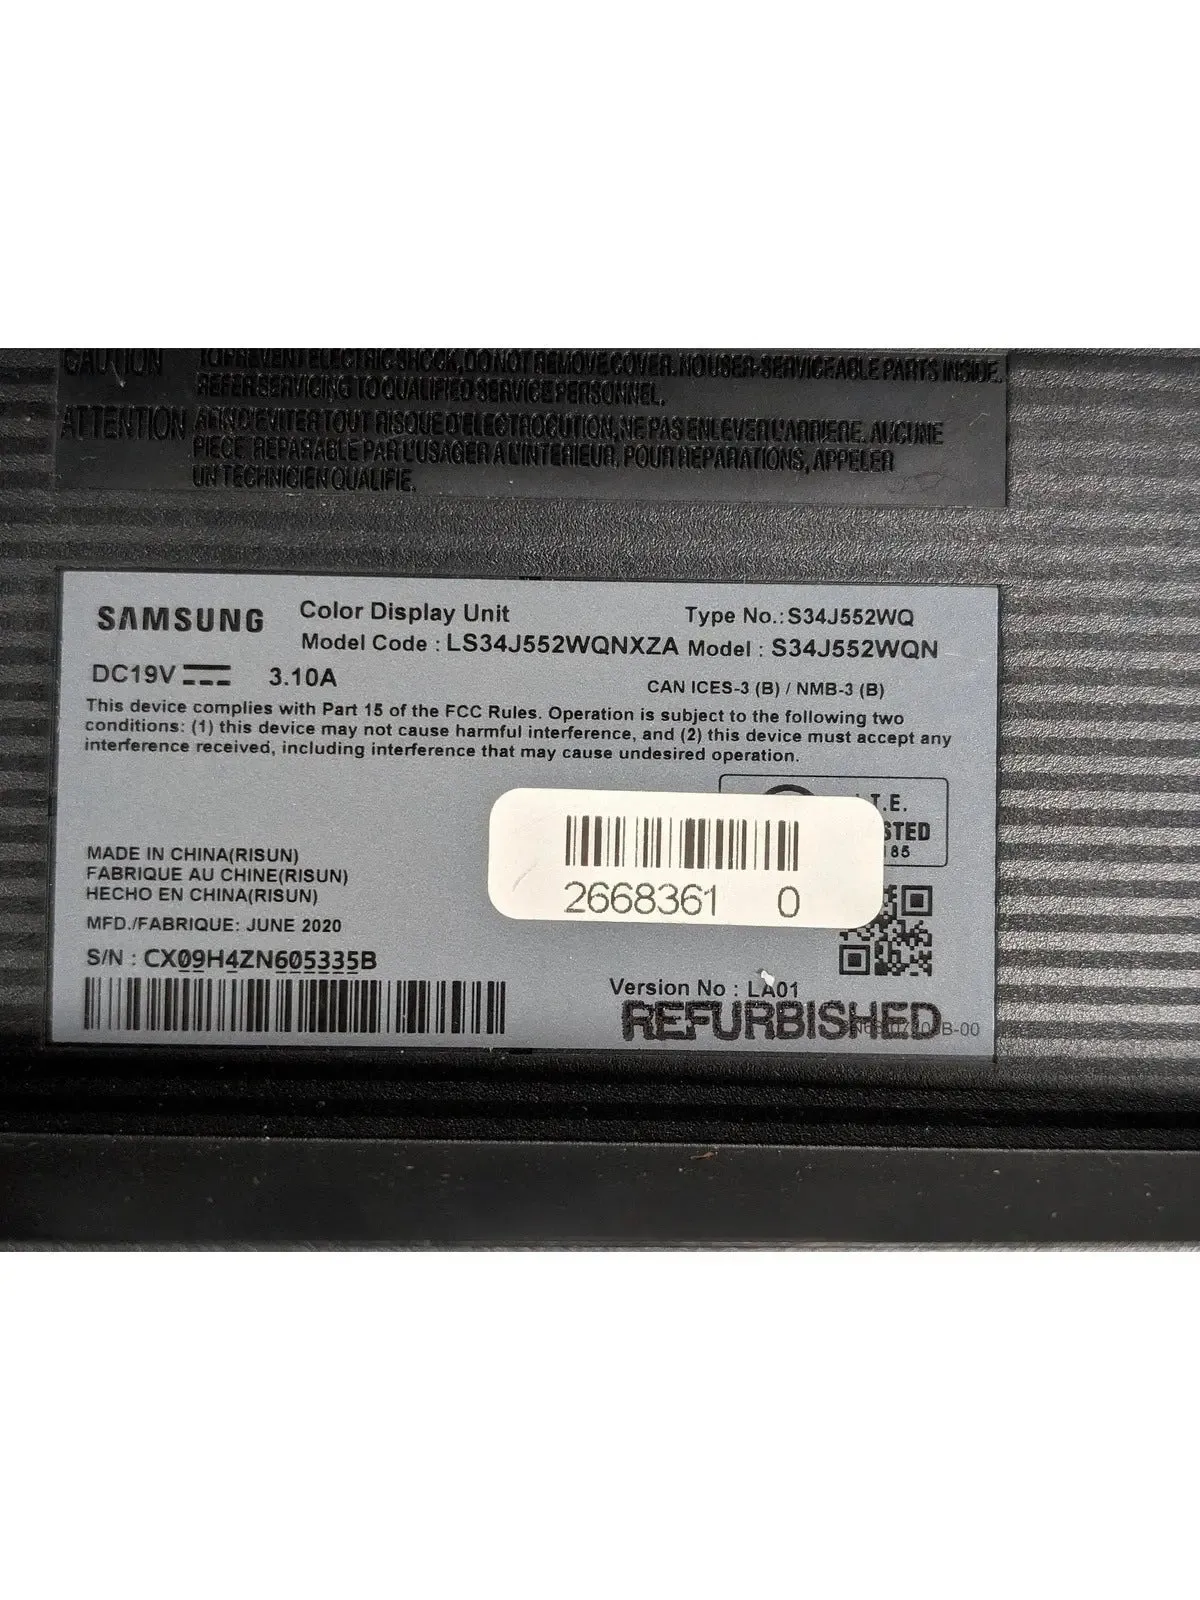 CAUTION TO PREVENT ELECTRIC SHOCK, DO NOT REMOVE COVER. NO USER-SERVICEABLE PARTS INSIDE.
REFER SERVICING TO QUALIFIED SERVICE PERSONNEL.
ATTENTION AFIN D'EVITER TOUT RISQUE D'ELECTROCUTION, NE PAS ENLEVER L'ARRIERE. AUCUNE
PIECE REPARABLE PAR L'USAGER A L'INTERIEUR. POUR REPARATIONS, APPELER
UN TECHNICIEN QUALIFIE.
SAMSUNG Color Display Unit Type No.: S34J552WQ
Model Code : LS34J552WQNXZA Model : S34J552WQN
DC19V 3.10A
CAN ICES-3 (B) / NMB-3 (B)
This device complies with Part 15 of the FCC Rules. Operation is subject to the following two
conditions: (1) this device may not cause harmful interference, and (2) this device must accept any
interference received, including interference that may cause undesired operation.
2668361 0
MADE IN CHINA(RISUN)
FABRIQUE AU CHINE(RISUN)
HECHO EN CHINA(RISUN)
MFD./FABRIQUE: JUNE 2020
S/N : CX09H4ZN605335B
Version No : LA01
REFURBISHED